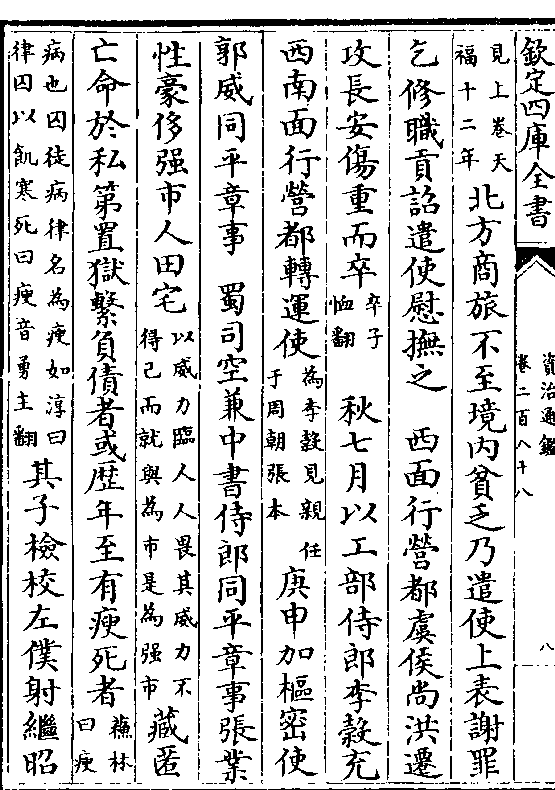 欽定四庫全書
資治通鑑
卷二百八十八
八
見上卷天
福十二年
北方商旅不至境内貧乏乃遣使上表謝罪
乞修職貢詔遣使慰撫之 西面行營都虞侯尚洪遷
攻長安傷重而卒
卒子
恤翻
秋七月以工部侍郎李穀充
西南面行營都轉運使
為李穀見親任
于周朝張本
庚申加樞密使
郭威同平章事 蜀司空兼中書侍郎同平章事張業
性豪侈强市人田宅
以威力臨人人畏其威力不
得已而就與為市是為强市
藏匿
亡命於私第置獄繫負債者或歴年至有瘐死者
蘇林
曰瘐
病也囚徒病律名為瘐如淳曰
律囚以飢寒死曰瘐音勇主翻
其子檢校左僕射繼昭